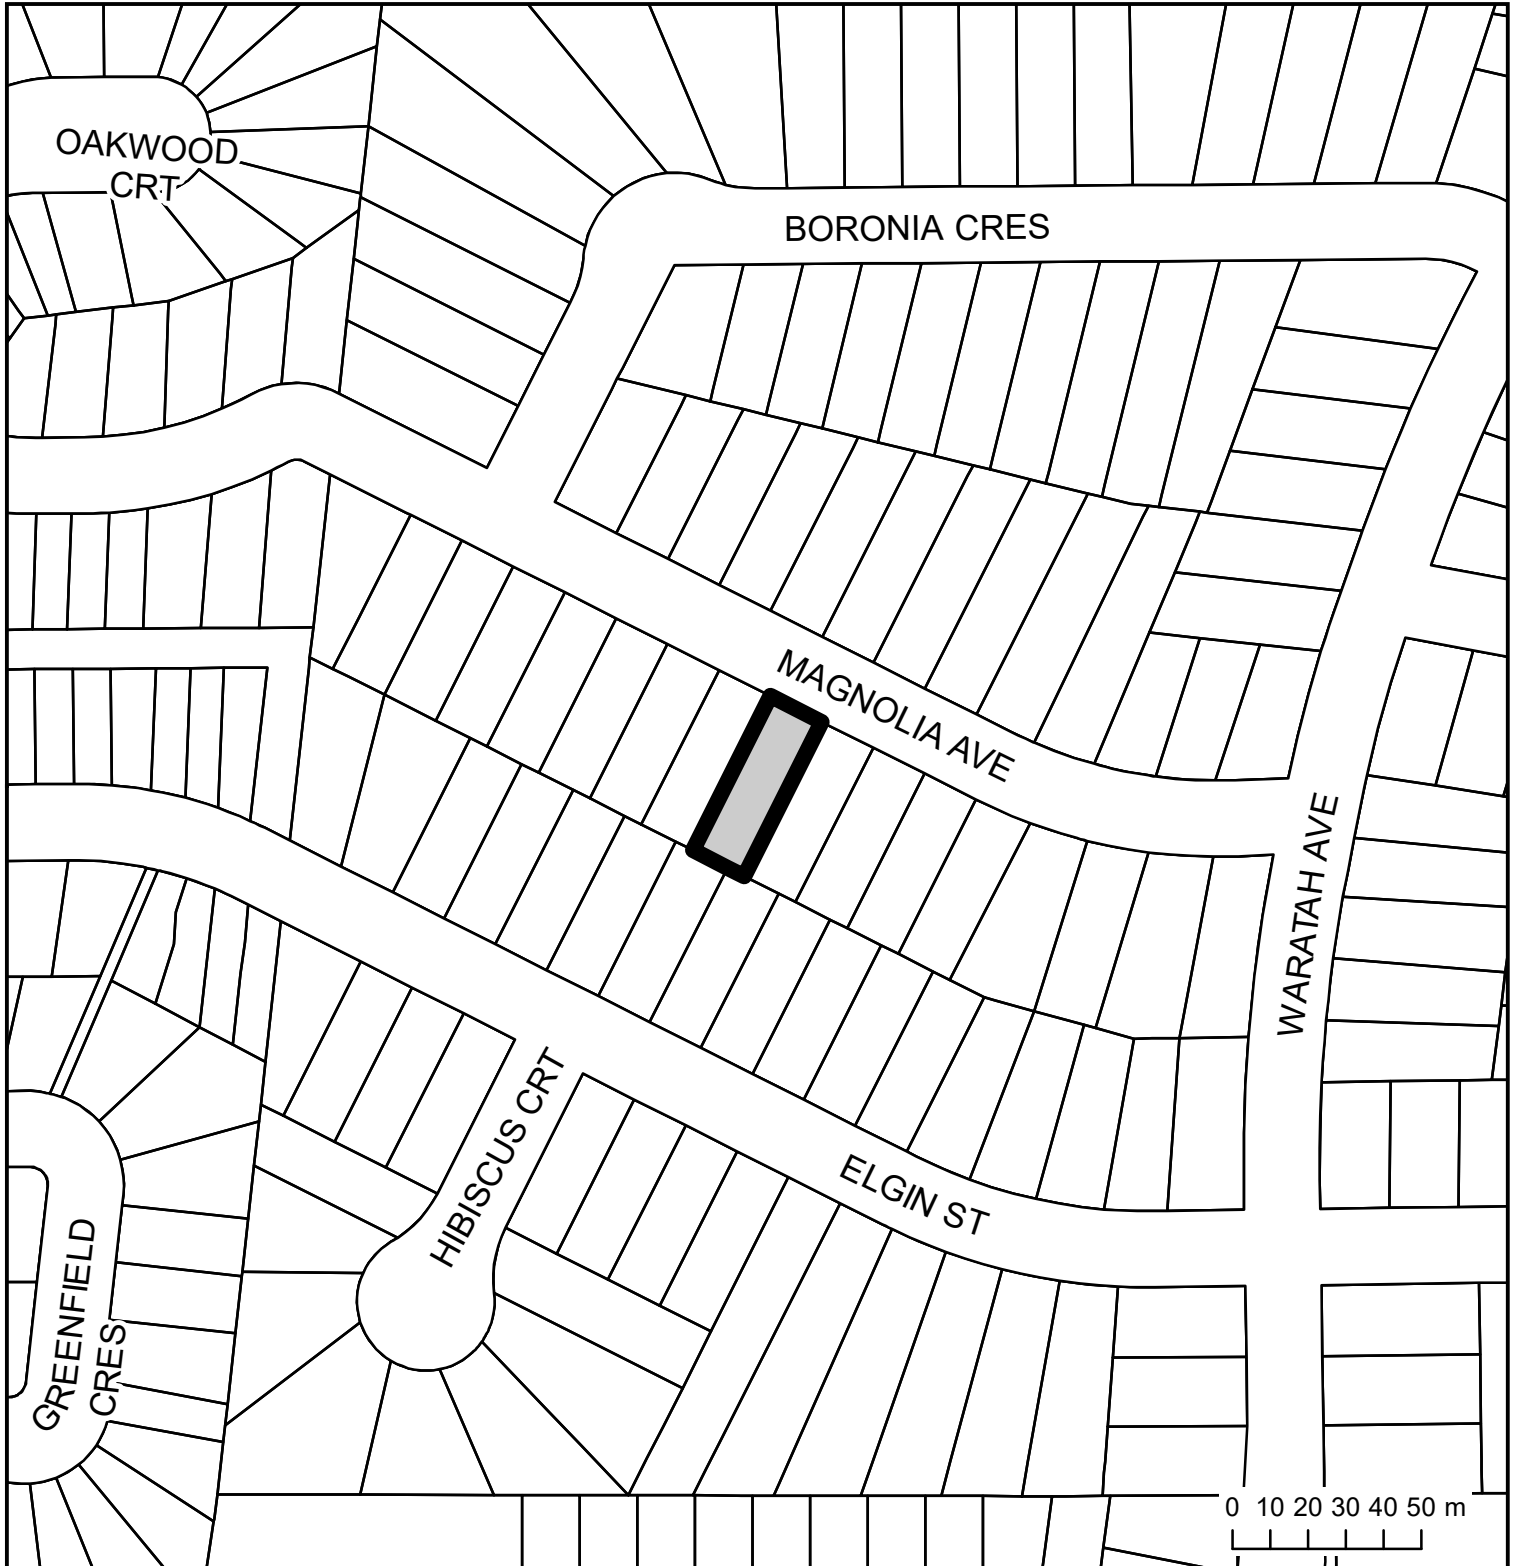 OAKWOOD
CRT
BORONIA CRES
MAGNOLIA AVE
WARATAH AVE
HIBISCUS CRT
ELGIN ST
GREENFIELD
CRES
0 10 20 30 40 50 m